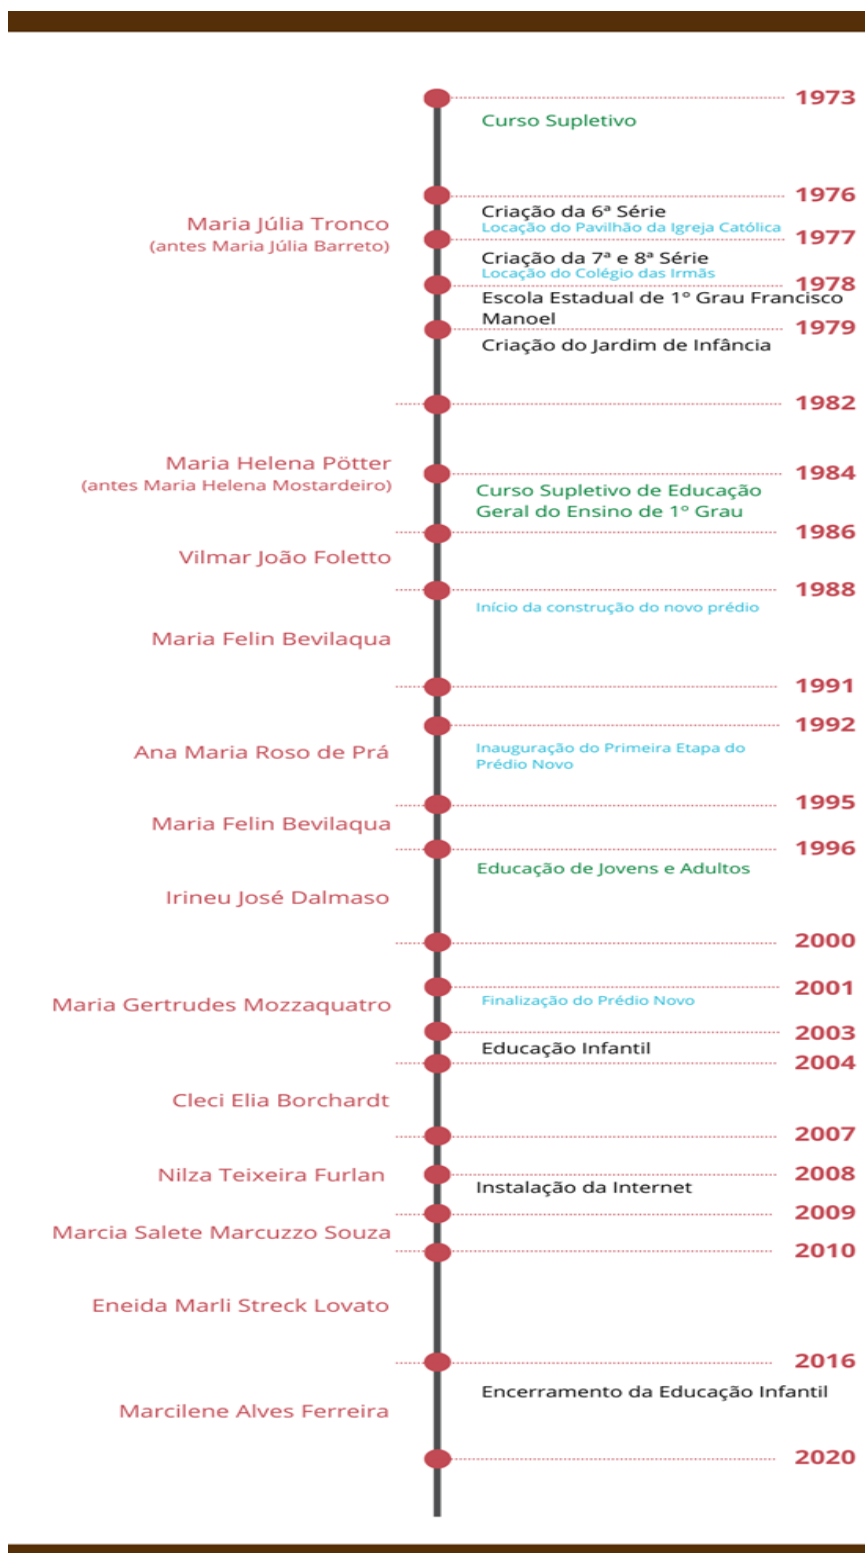 1973
Curso Supletivo
1976
Criação da 6ª Série
Maria Júlia Tronco
Locação do Pavilhão da Igreja Católica
(antes Maria Júlia Barreto)
1977
Criação da 7ª e 8ª Série
Locação do Colégio das Irmãs
1978
Escola Estadual de 1º Grau Francisco
Manoel
1979
Criação do Jardim de Infância
1982
Maria Helena Pötter
(antes Maria Helena Mostardeiro)
1984
Curso Supletivo de Educação
Geral do Ensino de 1º Grau
1986
Vilmar João Foletto
1988
Início da construção do novo prédio
Maria Felin Bevilaqua
1991
1992
Ana Maria Roso de Prá
Inauguração do Primeira Etapa do
Prédio Novo
1995
Maria Felin Bevilaqua
1996
Educação de Jovens e Adultos
Irineu José Dalmaso
2000
2001
Maria Gertrudes Mozzaquatro
Finalização do Prédio Novo
2003
Educação Infantil
2004
Cleci Elia Borchardt
2007
Nilza Teixeira Furlan
2008
Instalação da Internet
2009
Marcia Salete Marcuzzo Souza
2010
Eneida Marli Streck Lovato
2016
Encerramento da Educação Infantil
Marcilene Alves Ferreira
2020